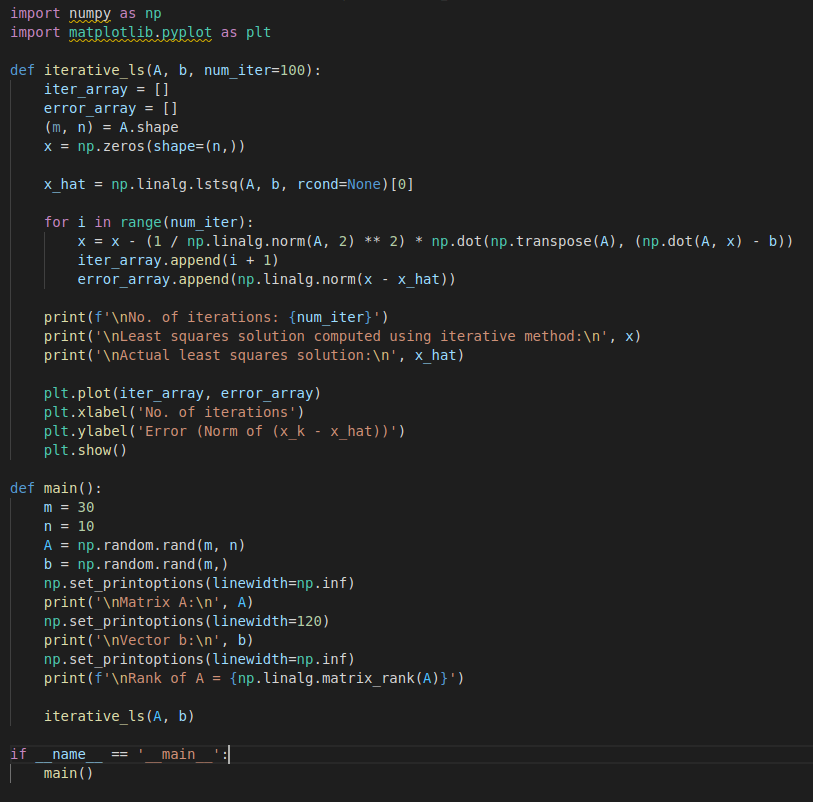 import numpy as np
import matplotlib.pyplot as plt

def iterative_ls(A, b, num_iter=100):
    iter_array = []
    error_array = []
    (m, n) = A.shape
    x = np.zeros(shape=(n,))

    x_hat = np.linalg.lstsq(A, b, rcond=None)[0]

    for i in range(num_iter):
        x = x - (1 / np.linalg.norm(A, 2) ** 2) * np.dot(np.transpose(A), (np.dot(A, x) - b))
        iter_array.append(i + 1)
        error_array.append(np.linalg.norm(x - x_hat))

    print(f'\nNo. of iterations: {num_iter}')
    print('\nLeast squares solution computed using iterative method:\n', x)
    print('\nActual least squares solution:\n', x_hat)

    plt.plot(iter_array, error_array)
    plt.xlabel('No. of iterations')
    plt.ylabel('Error (Norm of (x_k - x_hat))')
    plt.show()

def main():
    m = 30
    n = 10
    A = np.random.rand(m, n)
    b = np.random.rand(m,)
    np.set_printoptions(linewidth=np.inf)
    print('\nMatrix A:\n', A)
    np.set_printoptions(linewidth=120)
    print('\nVector b:\n', b)
    np.set_printoptions(linewidth=np.inf)
    print(f'\nRank of A = {np.linalg.matrix_rank(A)}')

    iterative_ls(A, b)

if __name__ == '__main__':
    main()